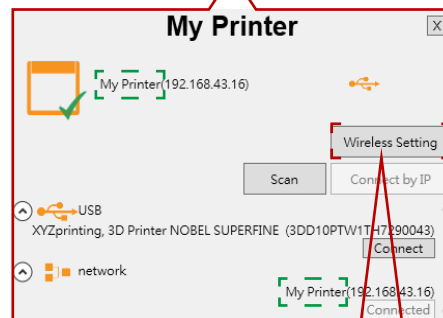 My Printer
X
My Printer(192.168.43.16)
Wireless Setting
Scan
Connect by IP
USB
XYZprinting, 3D Printer NOBEL SUPERFINE (3DD10PTW1TH7290043)
Connect
network
My Printer(192.168.43.16)
Connected